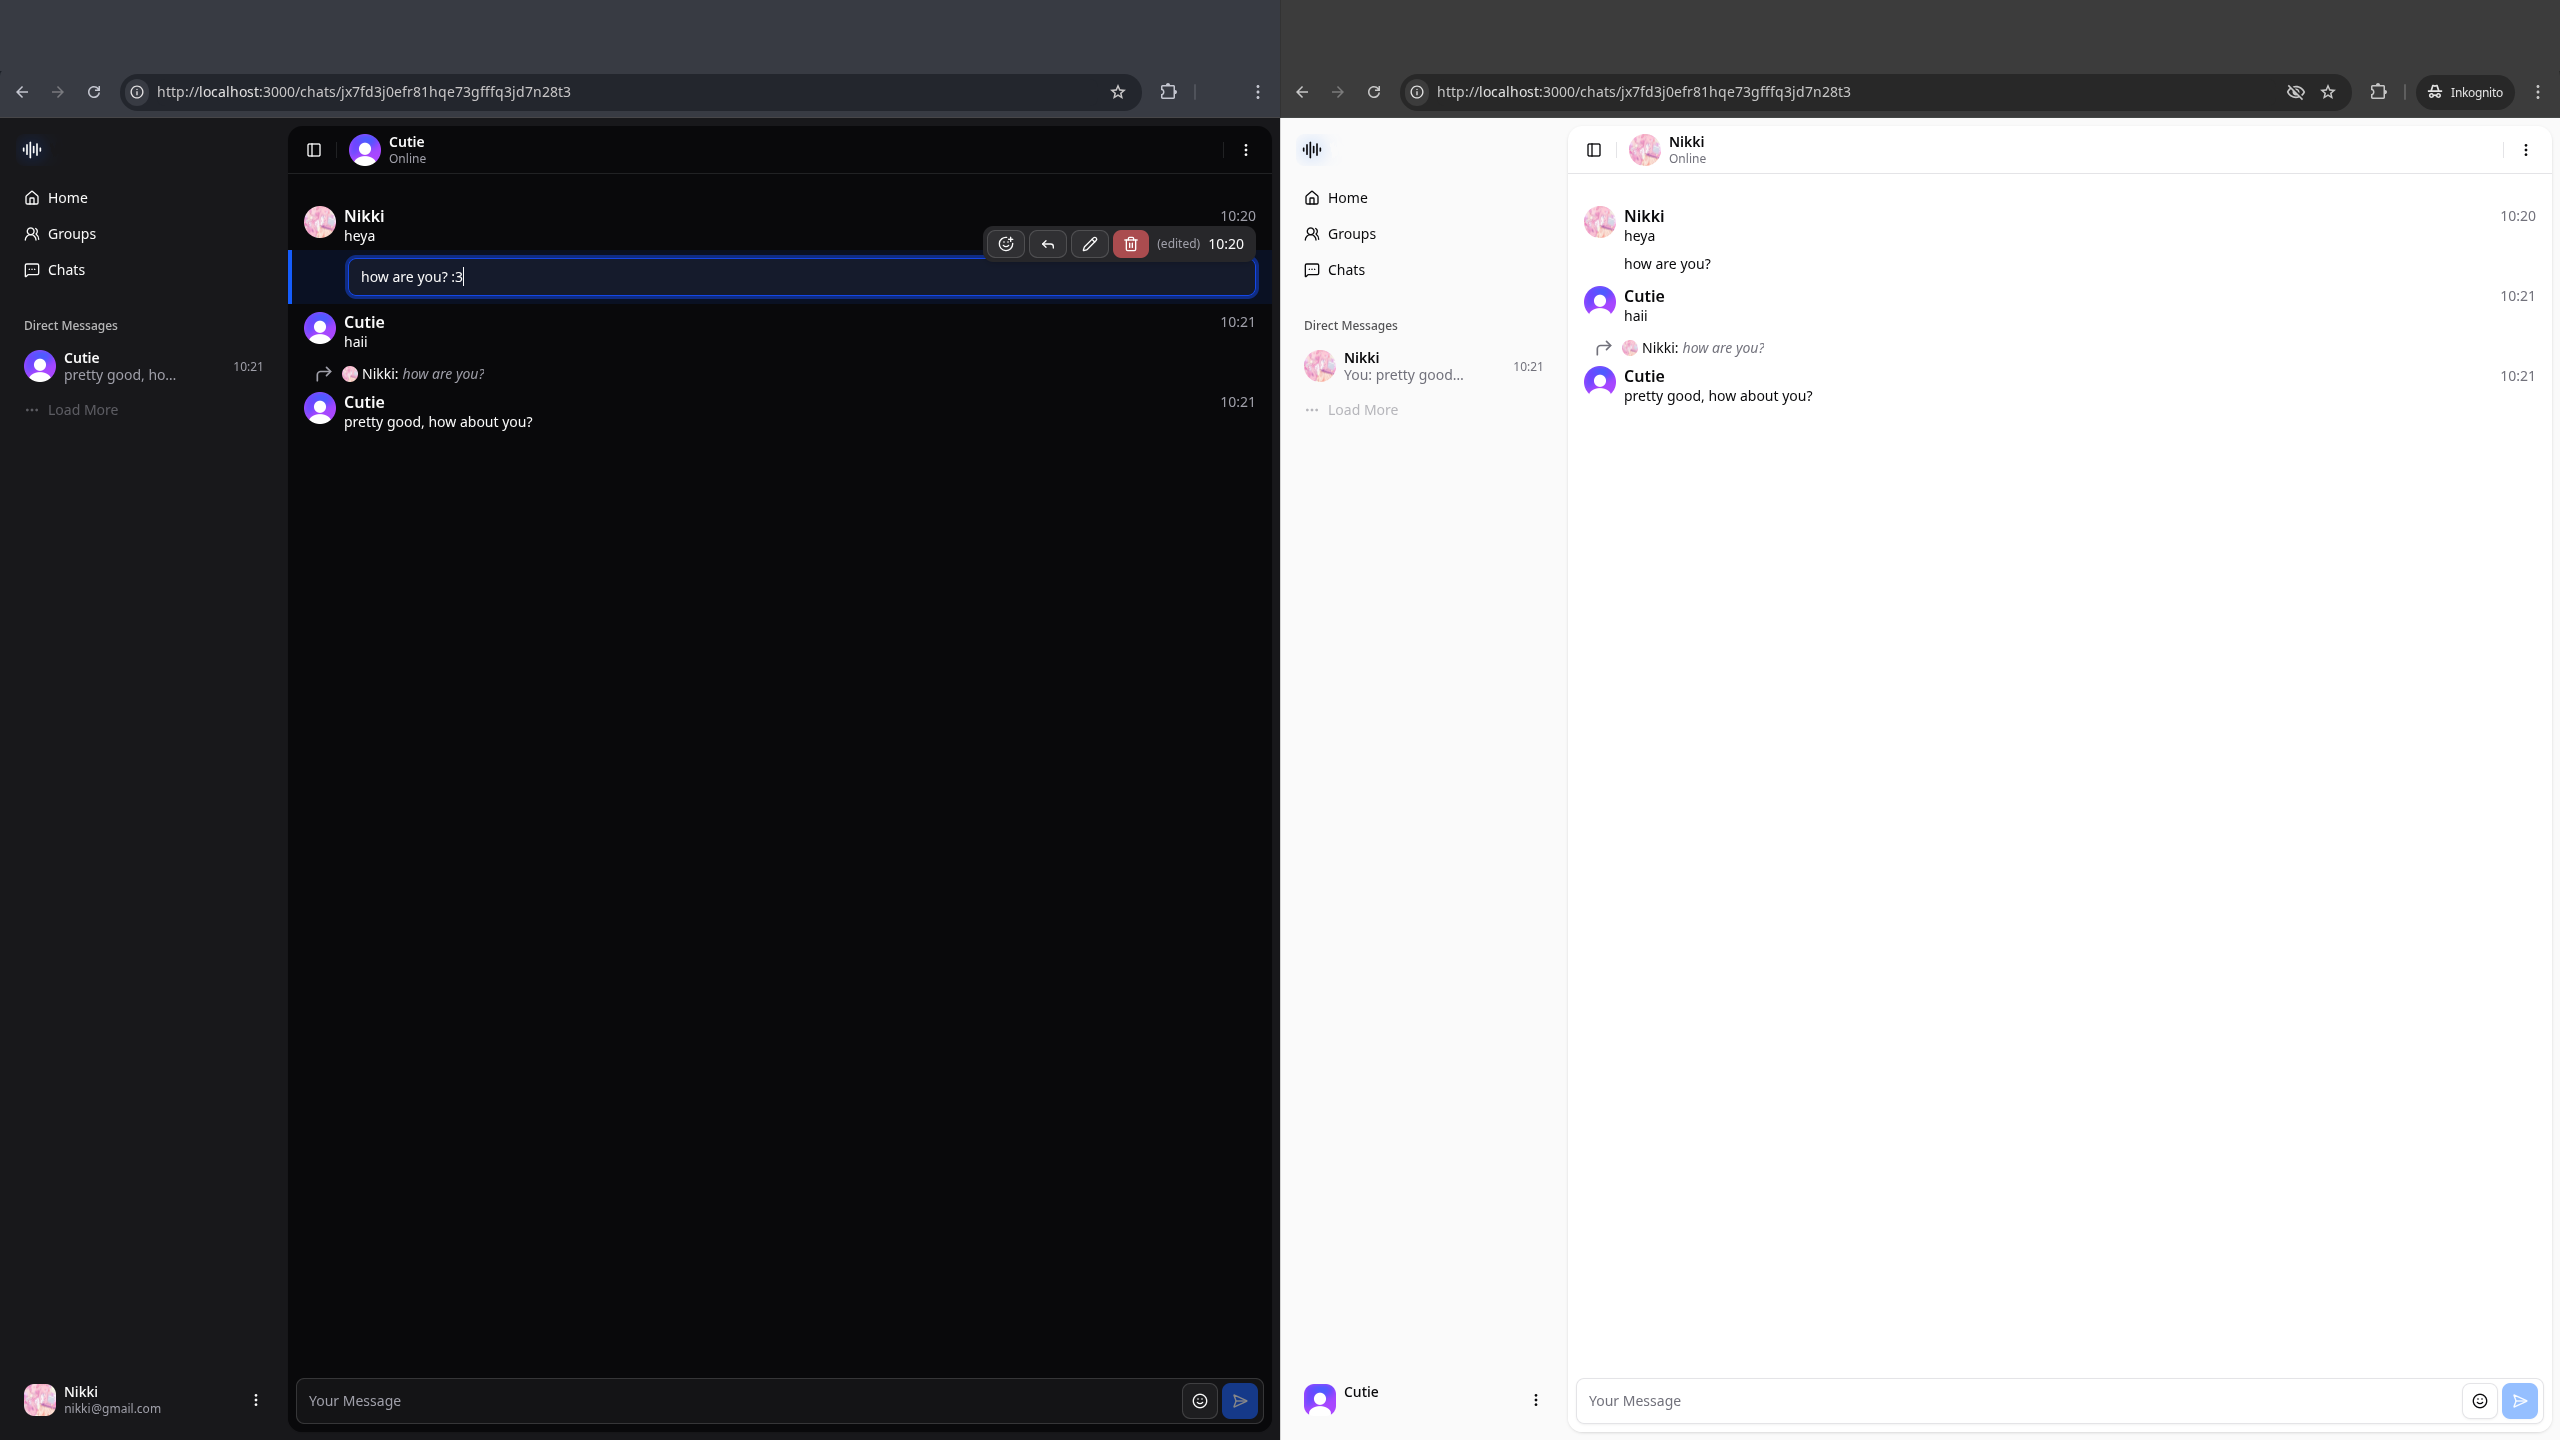 http://localhost:3000/chats/jx7fd3j0efr81hqe73gfffq3jd7n28t3
Home
Groups
Chats
Direct Messages
Cutie
pretty good, ho...
10:21
Load More
Nikki
nikki@gmail.com
Cutie
Online
Nikki
10:20
heya
(edited) 10:20
how are you? :3
Cutie
10:21
haii
Nikki: how are you?
Cutie
10:21
pretty good, how about you?
Your Message
http://localhost:3000/chats/jx7fd3j0efr81hqe73gfffq3jd7n28t3
Inkognito
Home
Groups
Chats
Direct Messages
Nikki
You: pretty good...
10:21
Load More
Cutie
Nikki
Online
Nikki
10:20
heya
how are you?
Cutie
10:21
haii
Nikki: how are you?
Cutie
10:21
pretty good, how about you?
Your Message